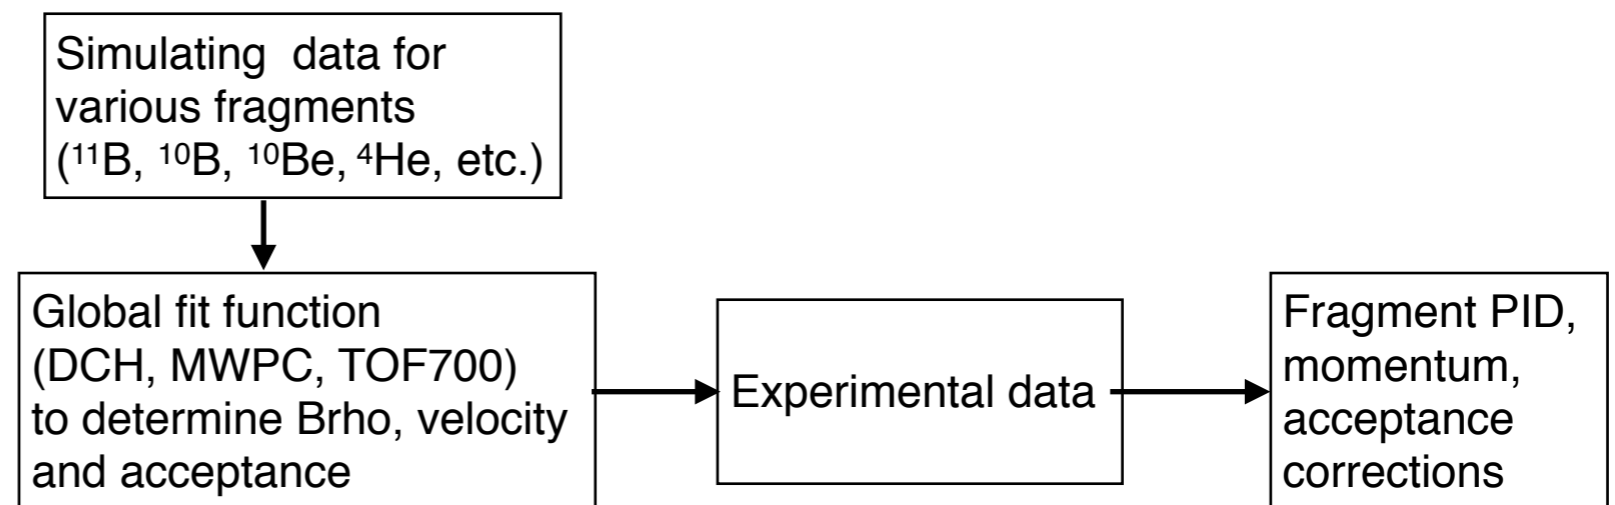 Simulating data for
various fragments
(¹¹B, ¹⁰B, ¹⁰Be, ⁴He, etc.)
Global fit function
(DCH, MWPC, TOF700)
to determine Brho, velocity
and acceptance
Experimental data
Fragment PID,
momentum,
acceptance
corrections